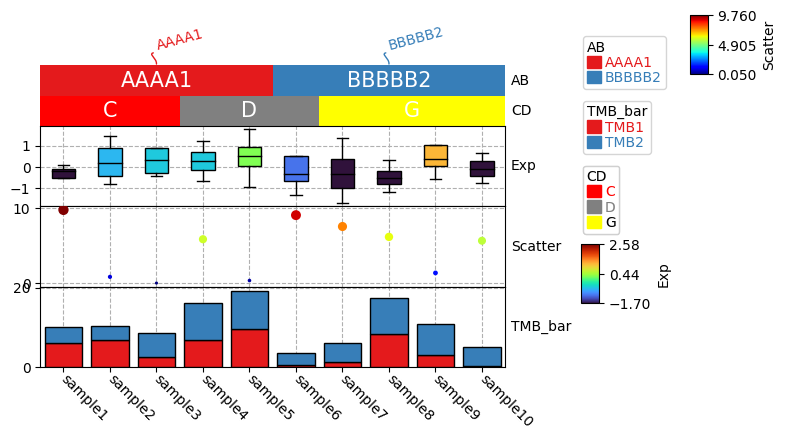 AAAA1 BBBBB2
AAAA1 BBBBB2 AB
C D G CD
1
0
−1
Exp
10
0
Scatter
20
0
TMB_bar
sample1 sample2 sample3 sample4 sample5 sample6 sample7 sample8 sample9 sample10
AB
AAAA1
BBBBB2
TMB_bar
TMB1
TMB2
CD
C
D
G
2.58
0.44
−1.70
Exp
9.760
4.905
0.050
Scatter